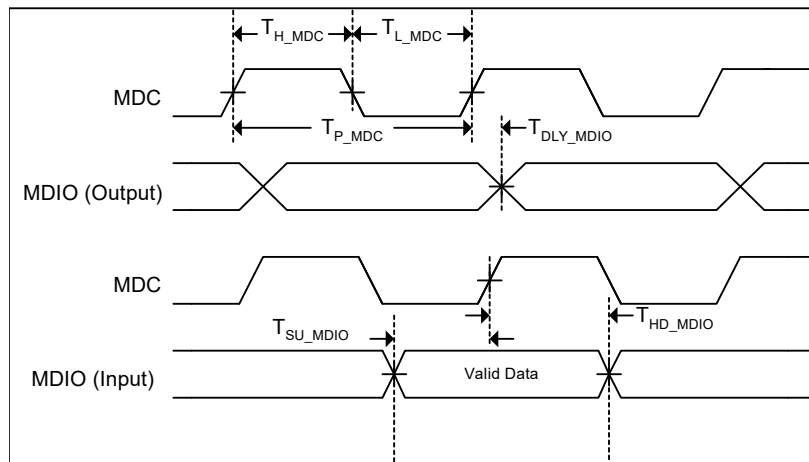 T_H_MDC T_L_MDC
MDC
T_P_MDC T_DLY_MDIO
MDIO (Output)
MDC
T_SU_MDIO T_HD_MDIO
MDIO (Input) Valid Data